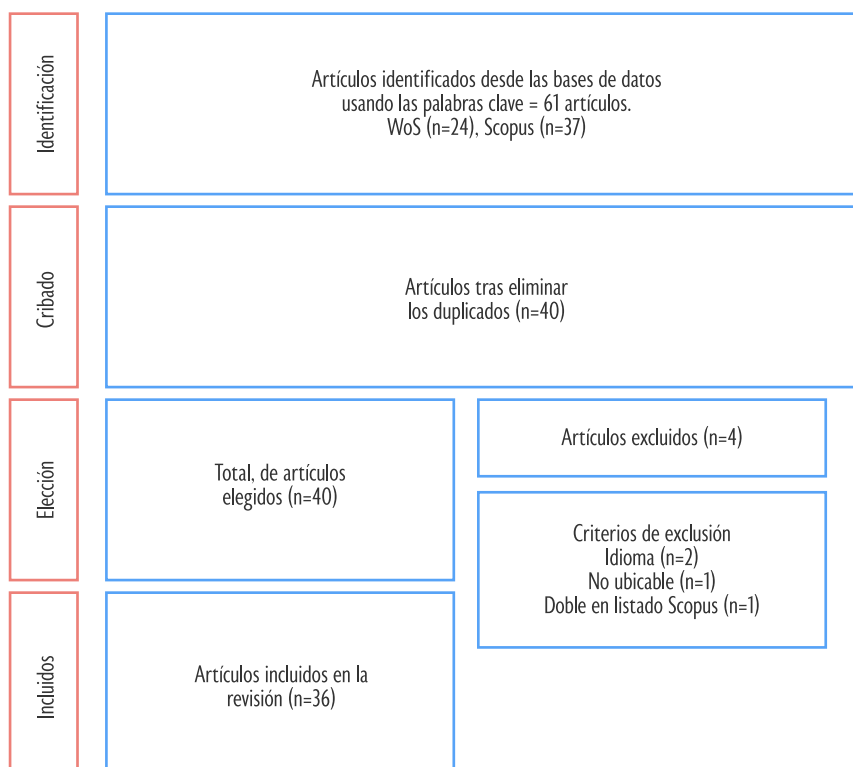 Identificación
Artículos identificados desde las bases de datos
usando las palabras clave = 61 artículos.
WoS (n=24), Scopus (n=37)
Cribado
Artículos tras eliminar
los duplicados (n=40)
Elección
Total, de artículos
elegidos (n=40)
Artículos excluidos (n=4)
Criterios de exclusión
Idioma (n=2)
No ubicable (n=1)
Doble en listado Scopus (n=1)
Incluidos
Artículos incluidos en la
revisión (n=36)